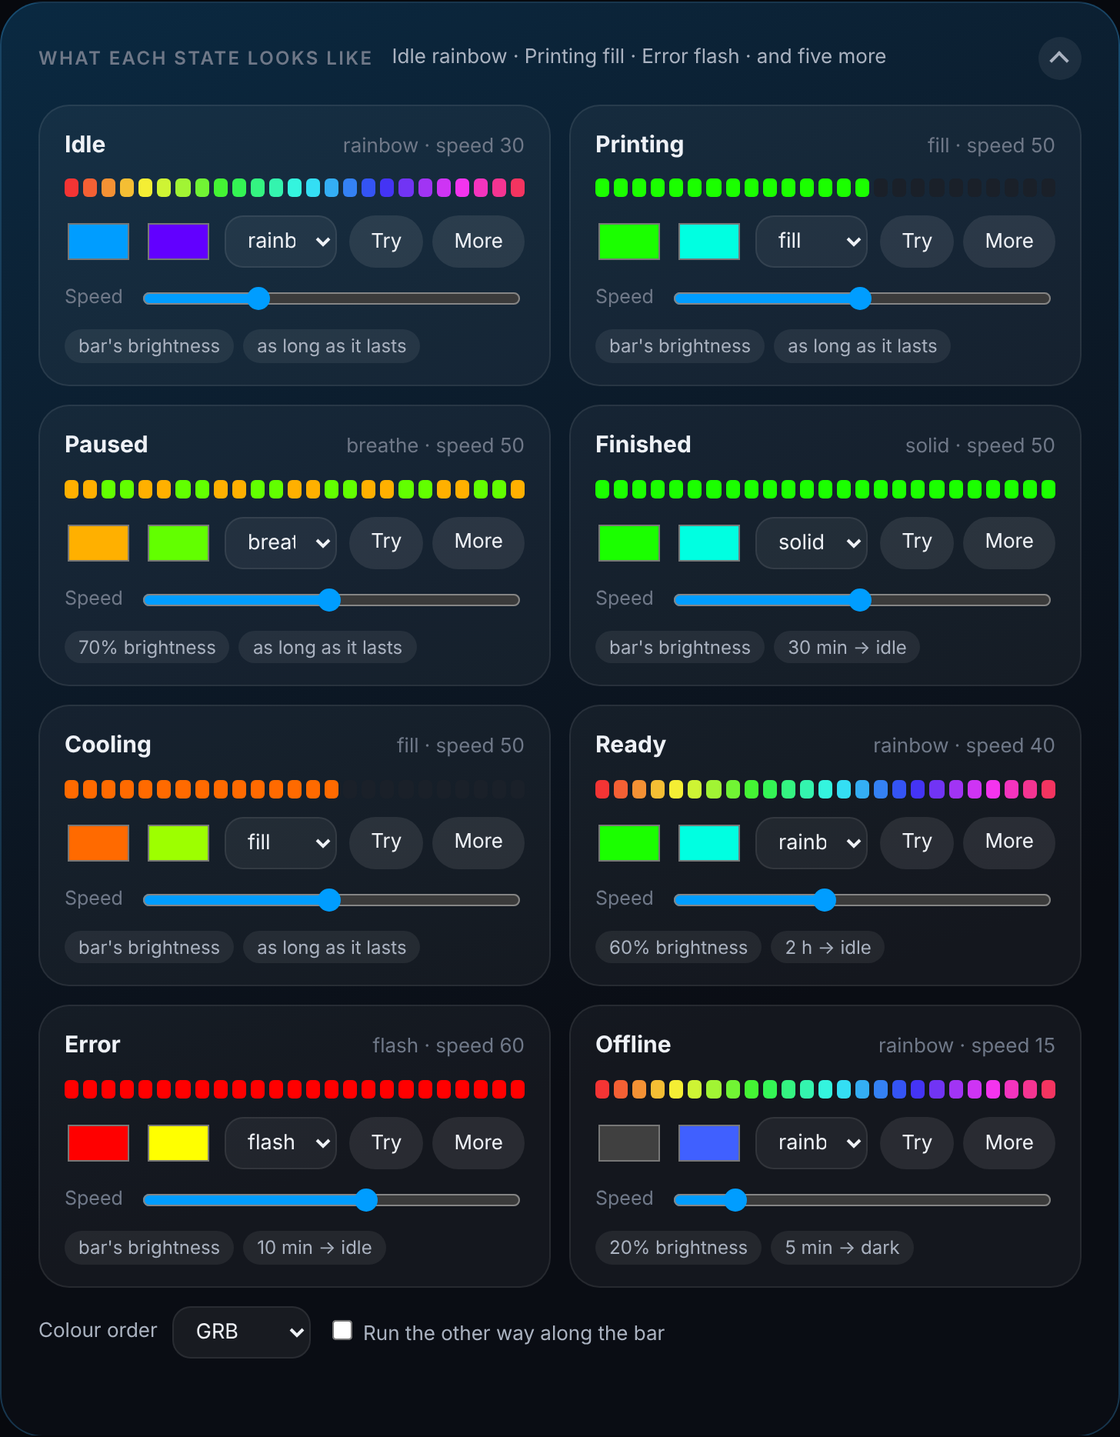 WHAT EACH STATE LOOKS LIKE Idle rainbow · Printing fill · Error flash · and five more
Idle rainbow · speed 30
rainb Try More
Speed
bar's brightness as long as it lasts
Printing fill · speed 50
fill Try More
Speed
bar's brightness as long as it lasts
Paused breathe · speed 50
breat Try More
Speed
70% brightness as long as it lasts
Finished solid · speed 50
solid Try More
Speed
bar's brightness 30 min → idle
Cooling fill · speed 50
fill Try More
Speed
bar's brightness as long as it lasts
Ready rainbow · speed 40
rainb Try More
Speed
60% brightness 2 h → idle
Error flash · speed 60
flash Try More
Speed
bar's brightness 10 min → idle
Offline rainbow · speed 15
rainb Try More
Speed
20% brightness 5 min → dark
Colour order GRB Run the other way along the bar